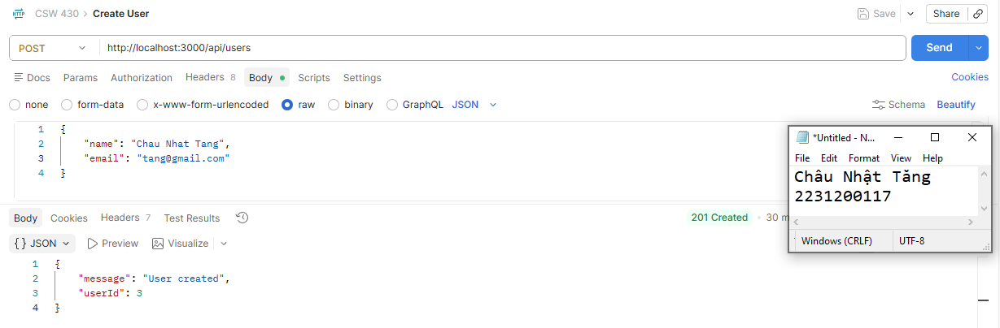 HTTP CSW 430 > Create User Save Share
POST http://localhost:3000/api/users Send
Docs Params Authorization Headers 8 Body Scripts Settings Cookies
none form-data x-www-form-urlencoded raw binary GraphQL JSON Schema Beautify
1 {
2 "name": "Chau Nhat Tang",
3 "email": "tang@gmail.com"
4 }
*Untitled - N...
File Edit Format View Help
Châu Nhật Tăng
2231200117
Windows (CRLF) UTF-8
Body Cookies Headers 7 Test Results 201 Created • 30
{} JSON Preview Visualize
1 {
2 "message": "User created",
3 "userId": 3
4 }